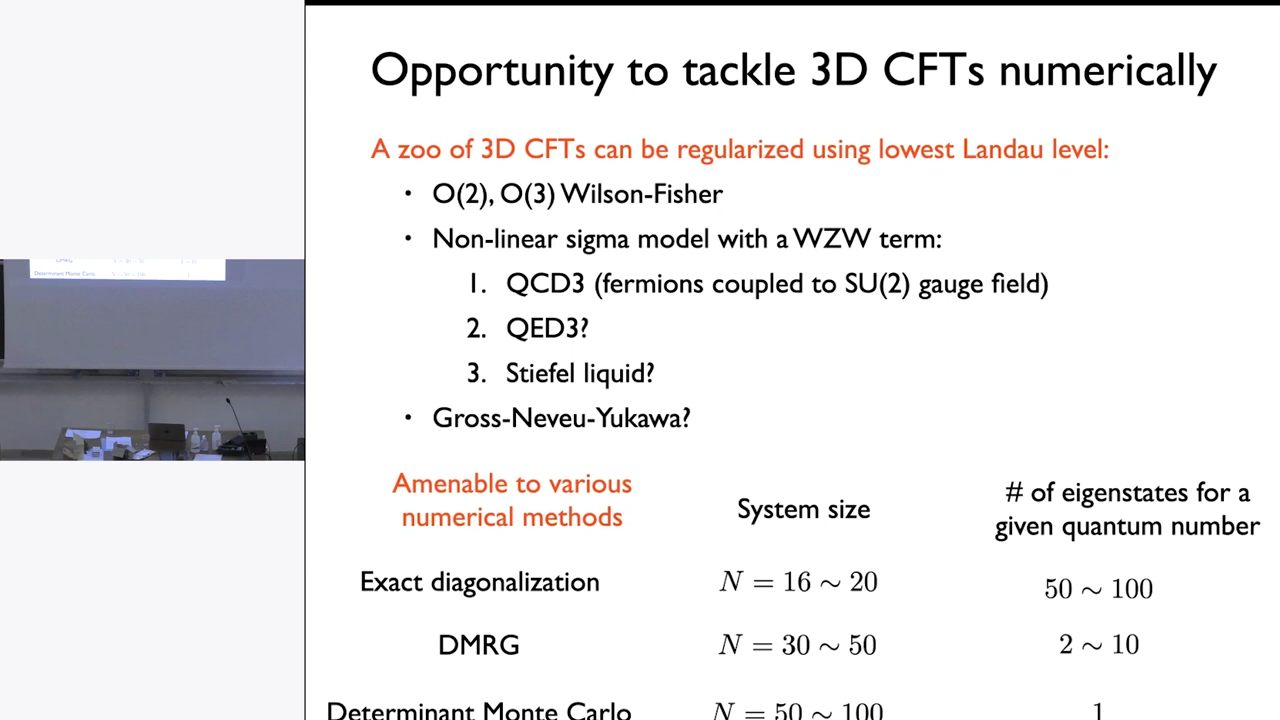 Opportunity to tackle 3D CFTs numerically
A zoo of 3D CFTs can be regularized using lowest Landau level:
• O(2), O(3) Wilson-Fisher
• Non-linear sigma model with a WZW term:
1. QCD3 (fermions coupled to SU(2) gauge field)
2. QED3?
3. Stiefel liquid?
• Gross-Neveu-Yukawa?
Amenable to various
numerical methods
System size
# of eigenstates for a
given quantum number
Exact diagonalization
N = 16 ∼ 20
50 ∼ 100
DMRG
N = 30 ∼ 50
2 ∼ 10
Determinant Monte Carlo
N = 50 ∼ 100
1
Determinant Monte Carlo